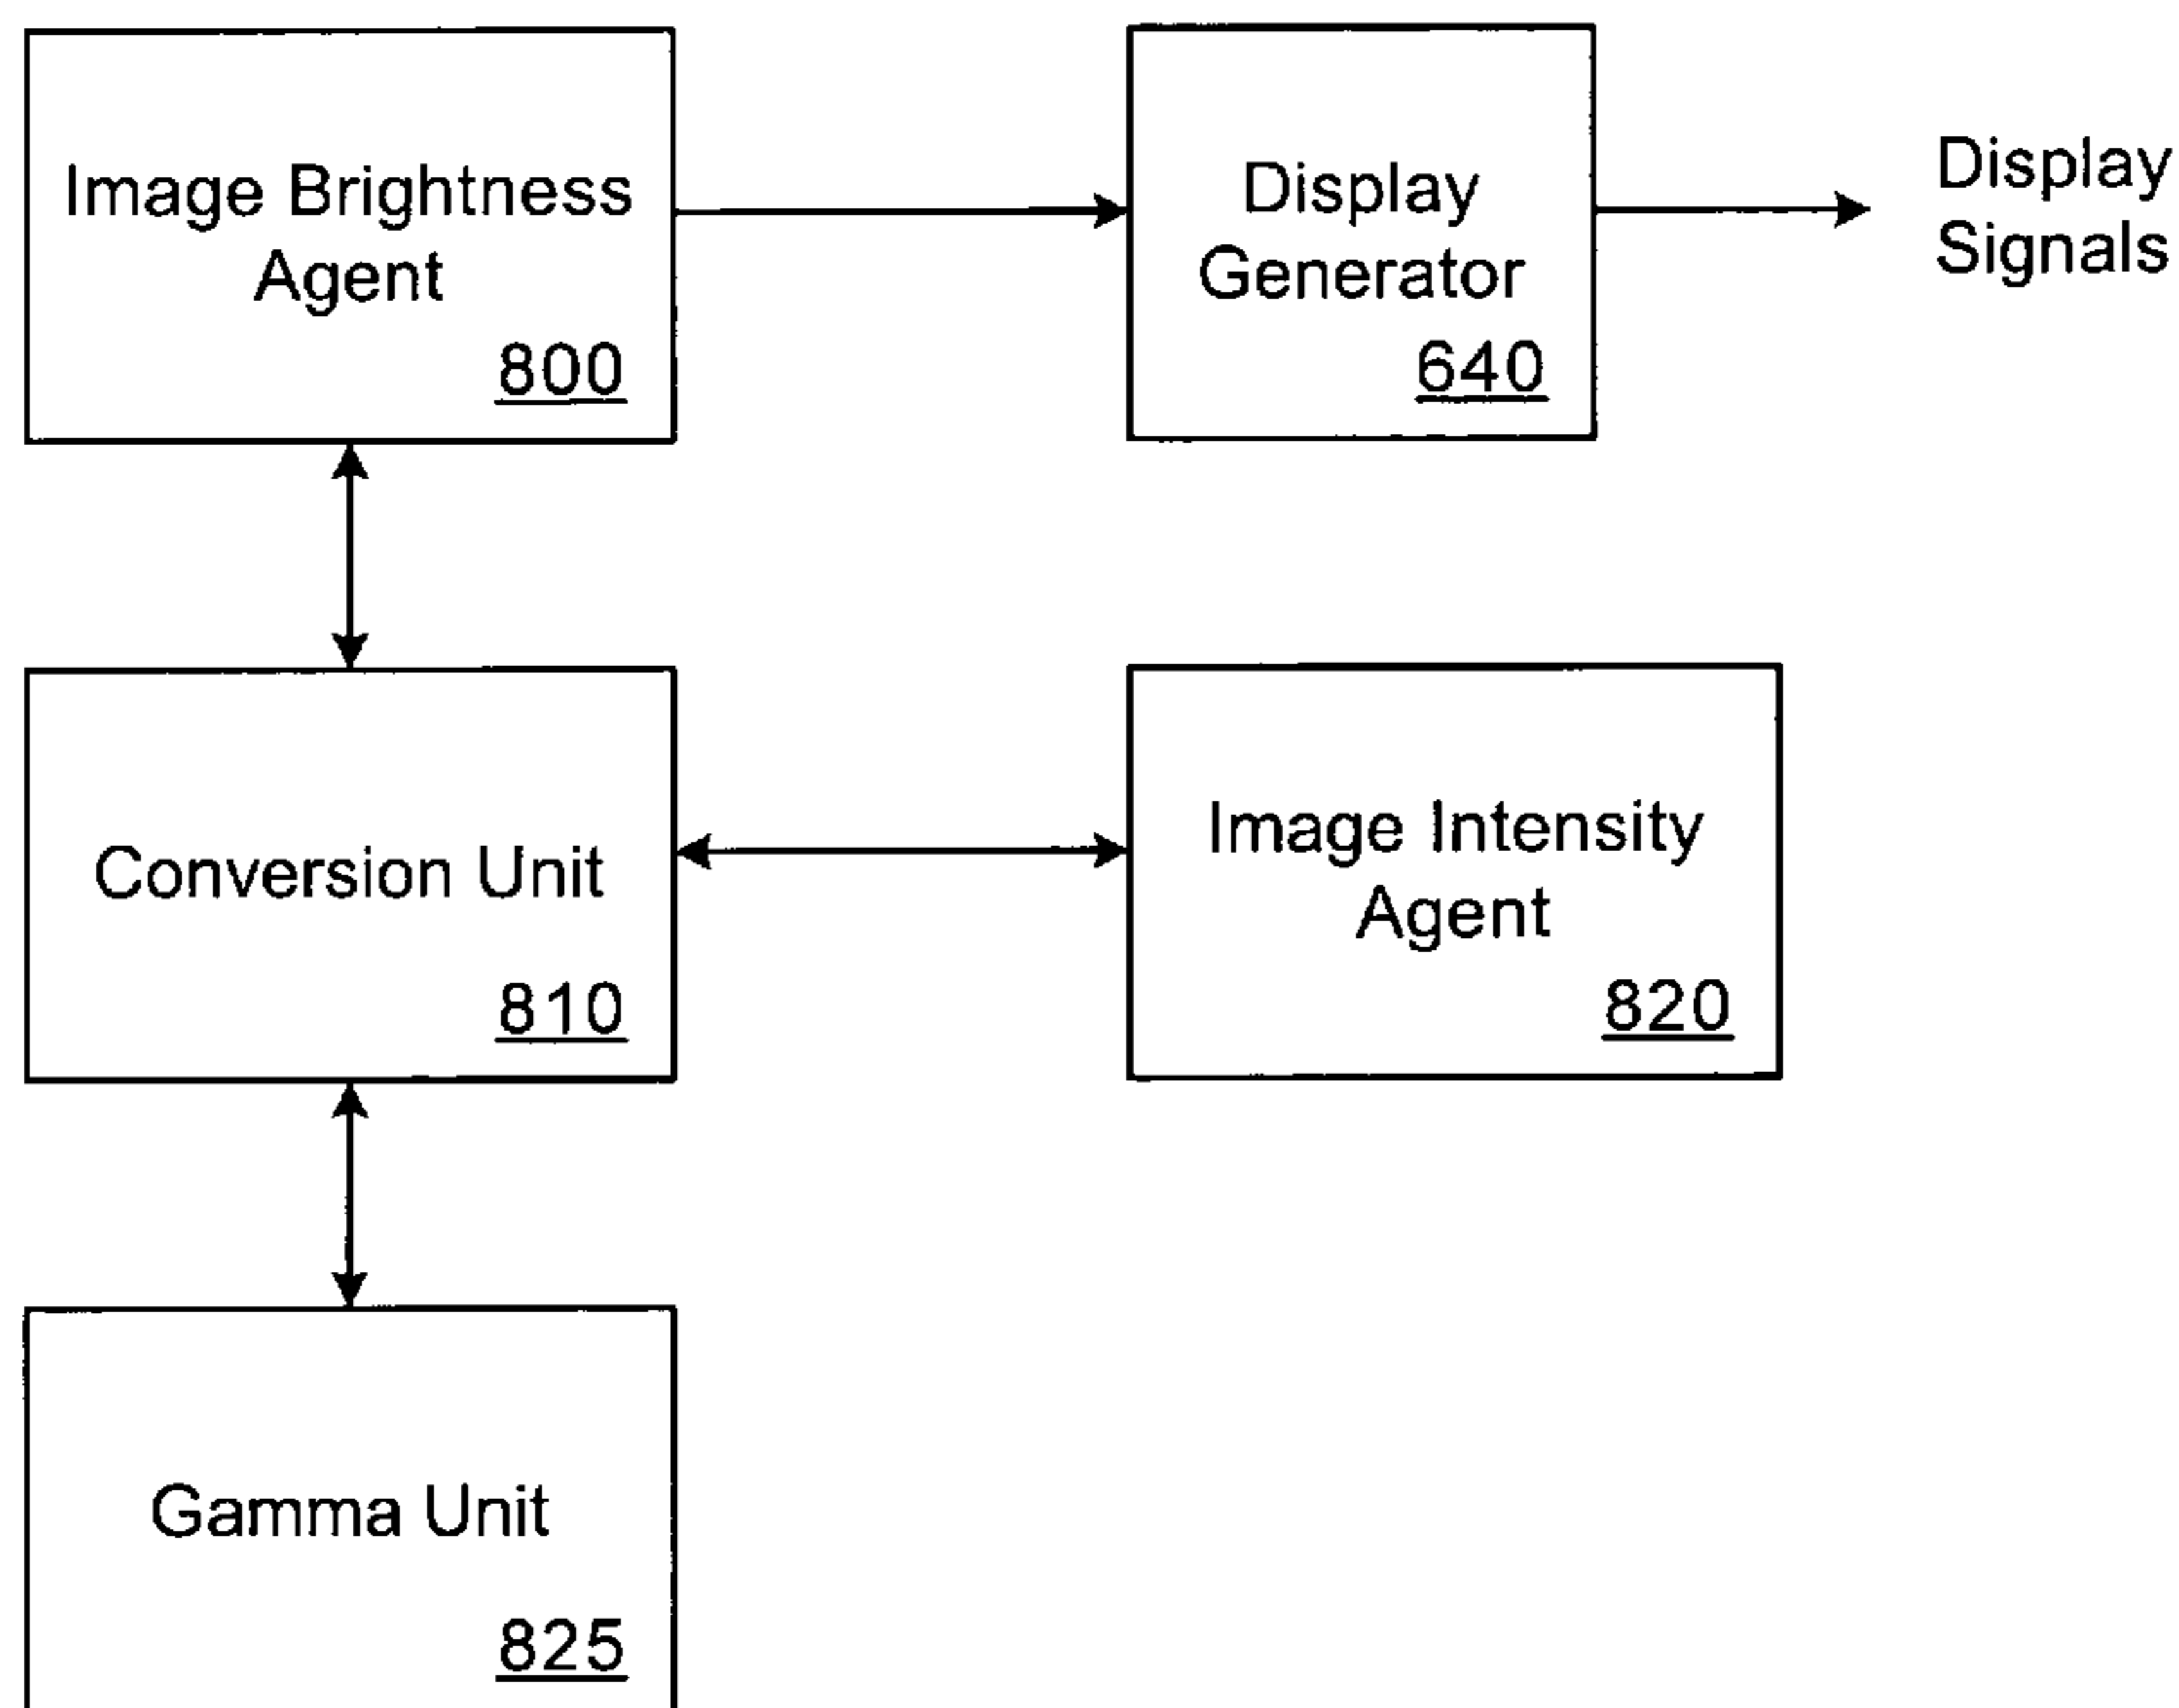 Image Brightness
Agent
800
Display
Generator
640
Display
Signals
Conversion Unit
810
Image Intensity
Agent
820
Gamma Unit
825